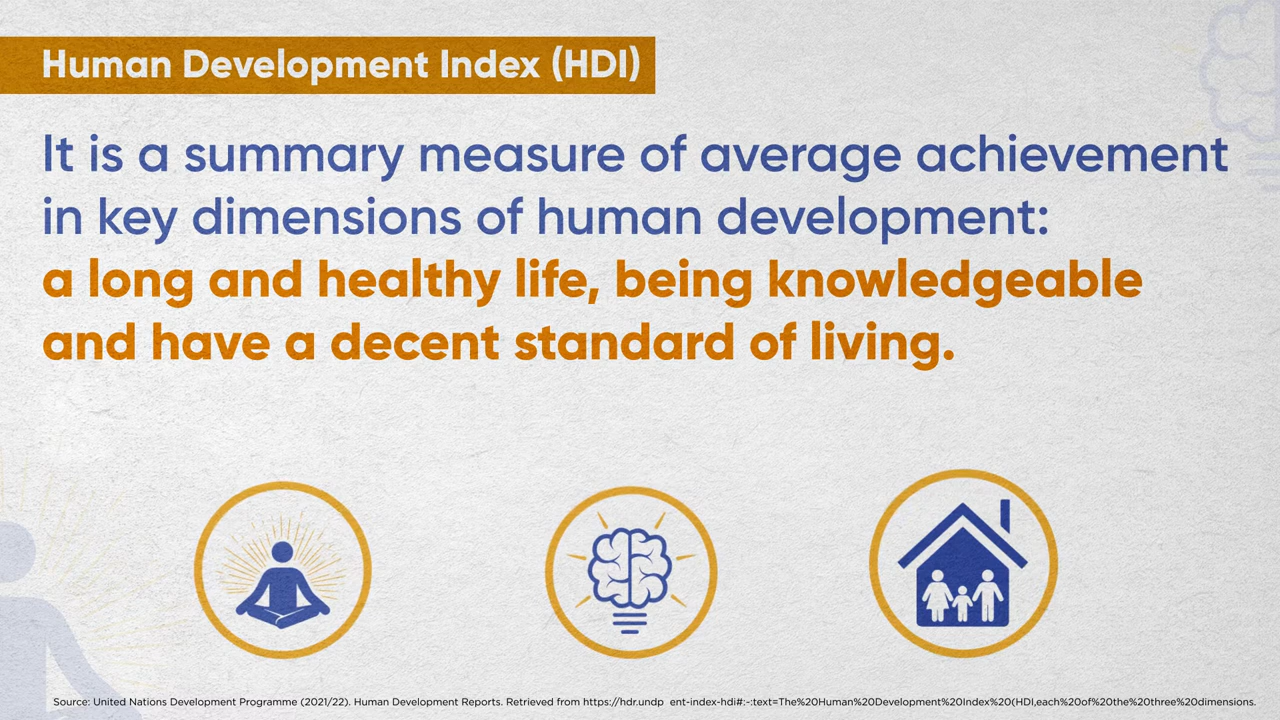 Human Development Index (HDI)
It is a summary measure of average achievement
in key dimensions of human development:
a long and healthy life, being knowledgeable
and have a decent standard of living.
Source: United Nations Development Programme (2021/22). Human Development Reports. Retrieved from https://hdr.undp ent-index-hdi#:~:text=The%20Human%20Development%20Index%20(HDI,each%20of%20the%20three%20dimensions.